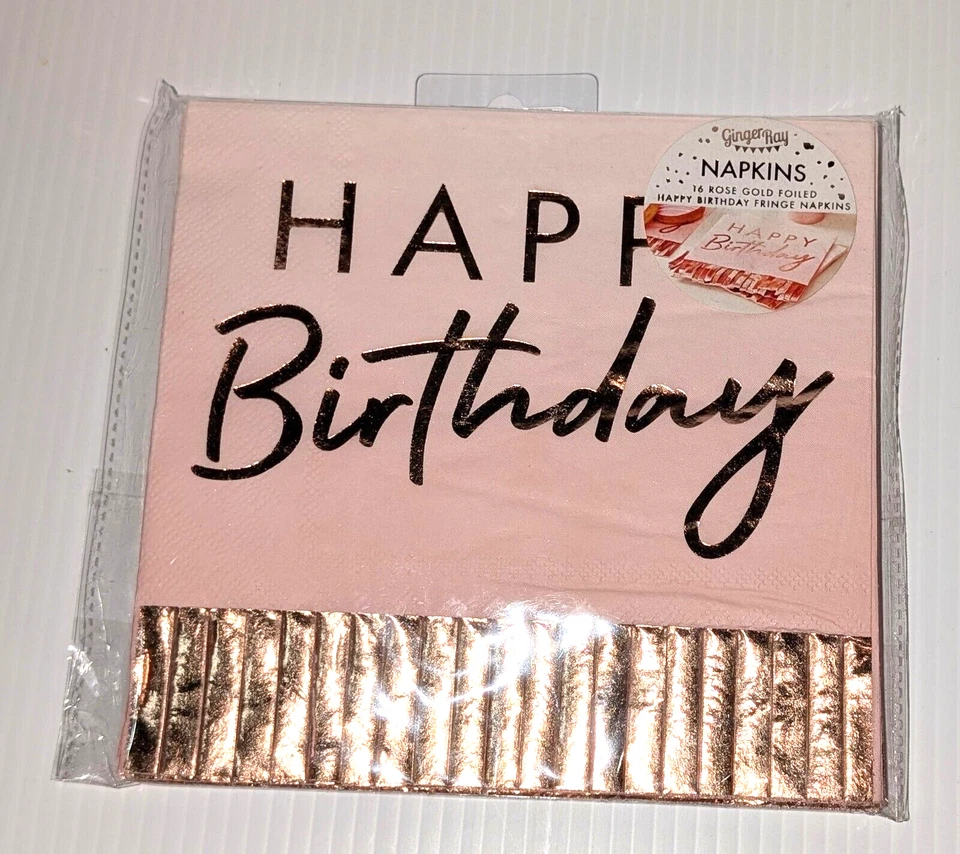 Ginger Ray
NAPKINS
16 ROSE GOLD FOILED
HAPPY BIRTHDAY FRINGE NAPKINS
HAPPY
Birthday
HAPP
Birthday